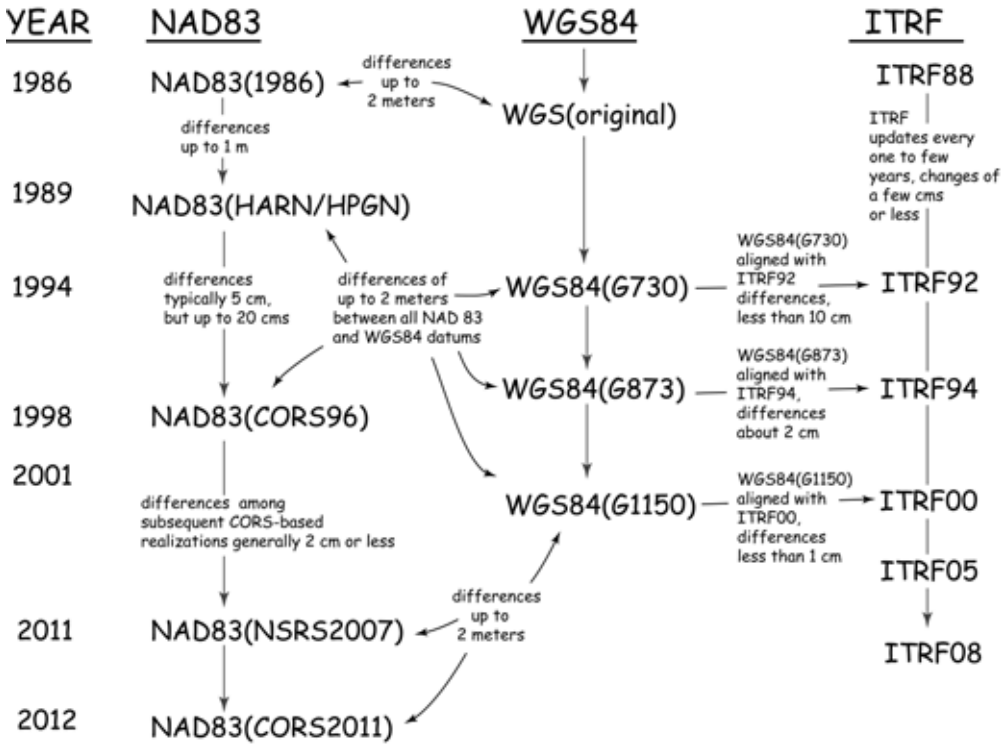 YEAR NAD83 WGS84 ITRF
1986
1989
1994
1998
2001
2011
2012
NAD83(1986)
differences
up to 1 m
NAD83(HARN/HPGN)
differences
typically 5 cm,
but up to 20 cms
NAD83(CORS96)
differences among
subsequent CORS-based
realizations generally 2 cm or less
NAD83(NSRS2007)
NAD83(CORS2011)
differences
up to
2 meters
differences of
up to 2 meters
between all NAD 83
and WGS84 datums
differences
up to
2 meters
WGS(original)
WGS84(G730)
WGS84(G873)
WGS84(G1150)
WGS84(G730)
aligned with
ITRF92
differences,
less than 10 cm
WGS84(G873)
aligned with
ITRF94,
differences
about 2 cm
WGS84(G1150)
aligned with
ITRF00,
differences
less than 1 cm
ITRF88
ITRF
updates every
one to few
years, changes of
a few cms
or less
ITRF92
ITRF94
ITRF00
ITRF05
ITRF08